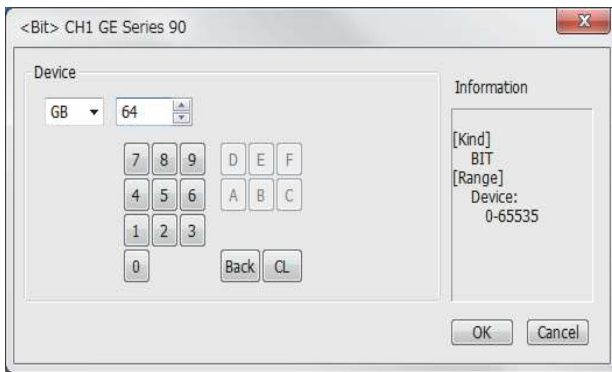 <Bit> CH1 GE Series 90
X
Device
GB 64
7 8 9 D E F
4 5 6 A B C
1 2 3
0 Back CL
Information
[Kind]
BIT
[Range]
Device:
0-65535
OK Cancel